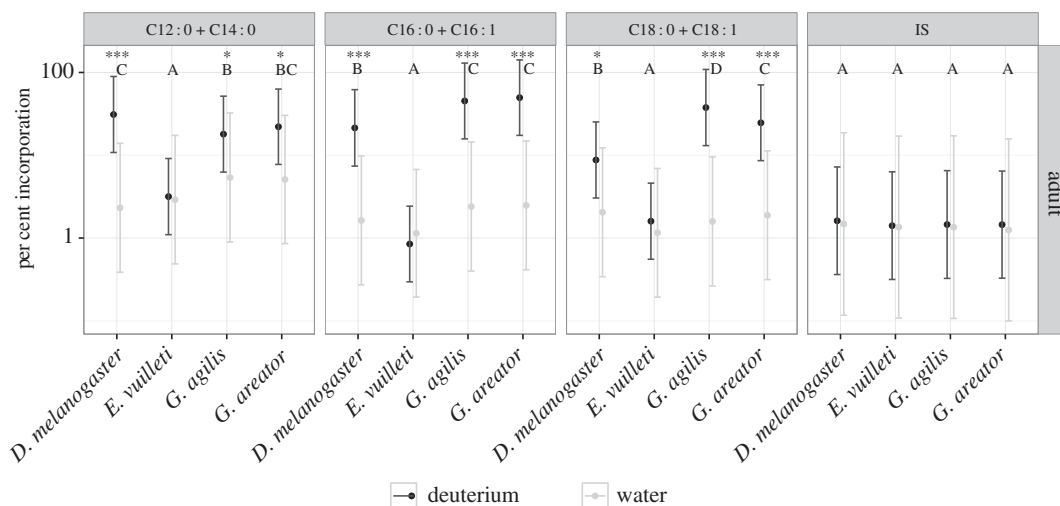 C12:0 + C14:0 C16:0 + C16:1 C18:0 + C18:1 IS
*** * * *** *** *** * *** ***
C A B BC B A C C B A D C A A A A
100
1
per cent incorporation
adult
D. melanogaster E. vuilleti G. agilis G. areator D. melanogaster E. vuilleti G. agilis G. areator D. melanogaster E. vuilleti G. agilis G. areator D. melanogaster E. vuilleti G. agilis G. areator
deuterium water